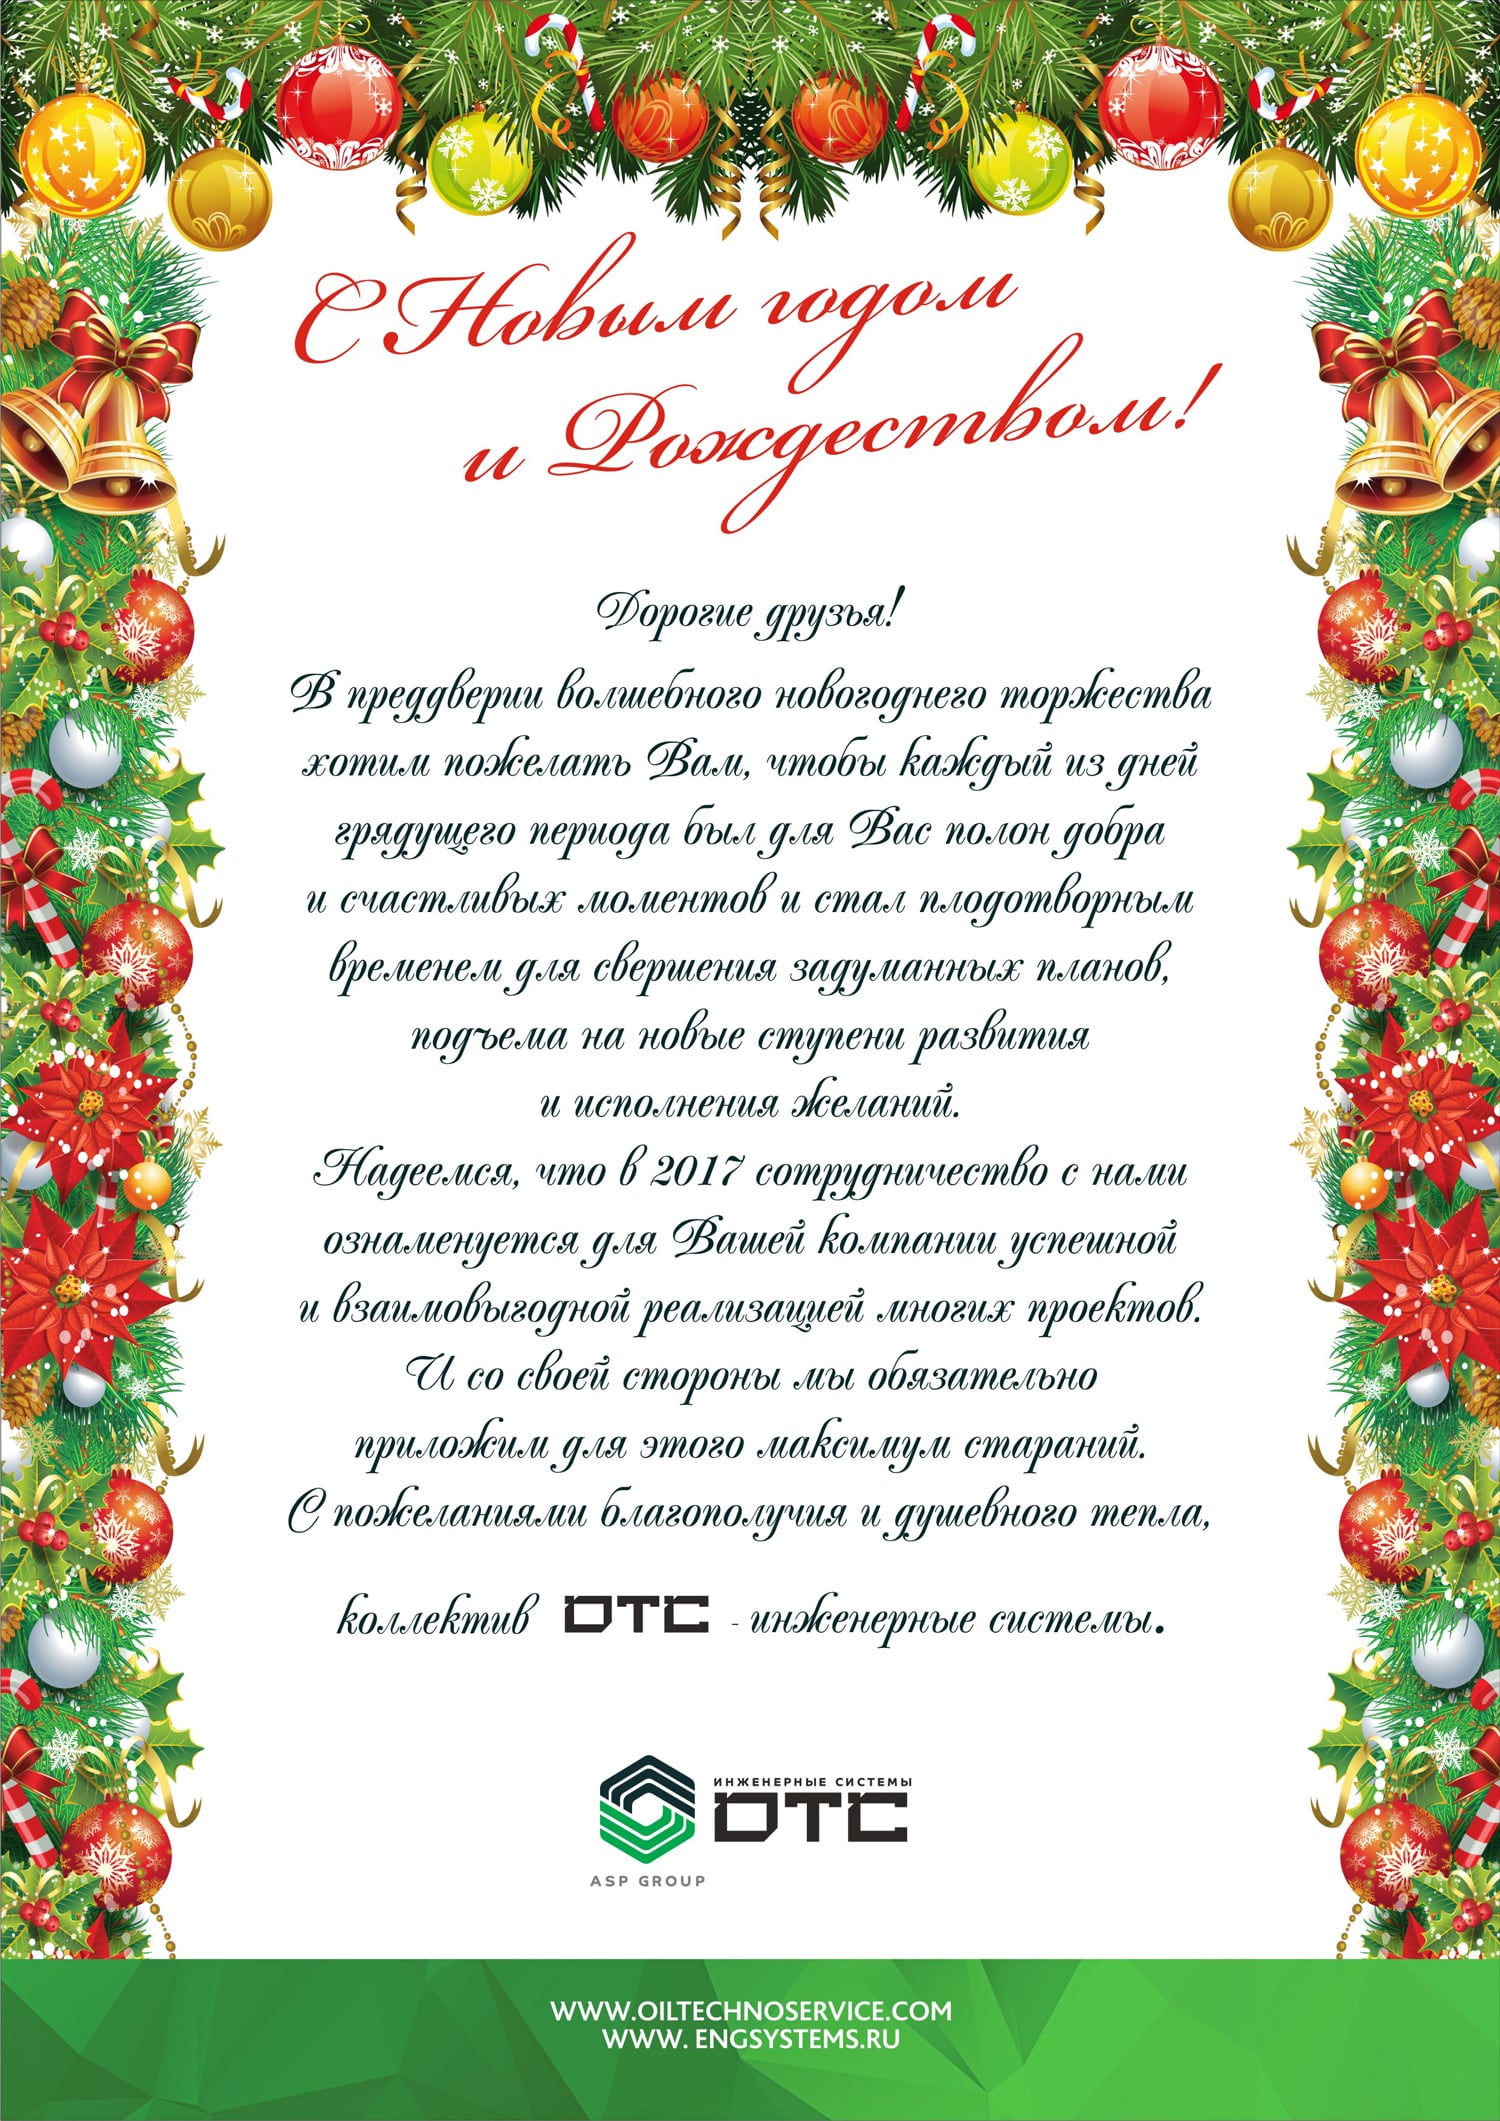 С Новым годом
и Рождеством!
Дорогие друзья!
В преддверии волшебного новогоднего торжества
хотим пожелать Вам, чтобы каждый из дней
грядущего периода был для Вас полон добра
и счастливых моментов и стал плодотворным
временем для свершения задуманных планов,
подъема на новые ступени развития
и исполнения желаний.
Надеемся, что в 2017 сотрудничество с нами
ознаменуется для Вашей компании успешной
и взаимовыгодной реализацией многих проектов.
И со своей стороны мы обязательно
приложим для этого максимум стараний.
С пожеланиями благополучия и душевного тепла,
коллектив ОТС - инженерные системы.
ИНЖЕНЕРНЫЕ СИСТЕМЫ
ОТС
ASP GROUP
WWW.OILTECHNOSERVICE.COM
WWW. ENGSYSTEMS.RU